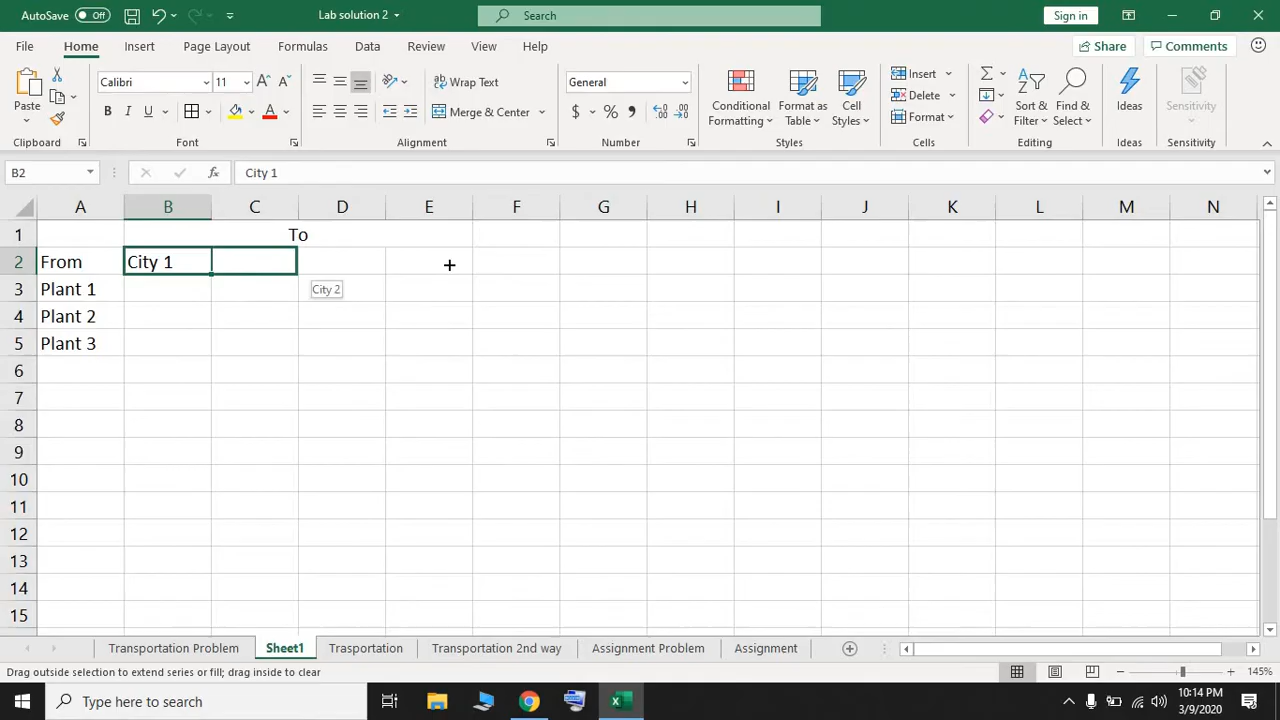 AutoSave Off Lab solution 2 Search Sign in
File Home Insert Page Layout Formulas Data Review View Help Share Comments
Paste Calibri 11 Wrap Text General Conditional Formatting Format as Table Cell Styles Insert Sort & Filter Find & Select Ideas Sensitivity
B I U Merge & Center $ % , Delete
Format
Clipboard Font Alignment Number Styles Cells Editing Ideas Sensitivity
B2 fx City 1
A B C D E F G H I J K L M N
1 To
2 From City 1
3 Plant 1 City 2
4 Plant 2
5 Plant 3
6
7
8
9
10
11
12
13
14
15
Transportation Problem Sheet1 Trasportation Transportation 2nd way Assignment Problem Assignment
Drag outside selection to extend series or fill; drag inside to clear 145%
Type here to search 10:14 PM
3/9/2020